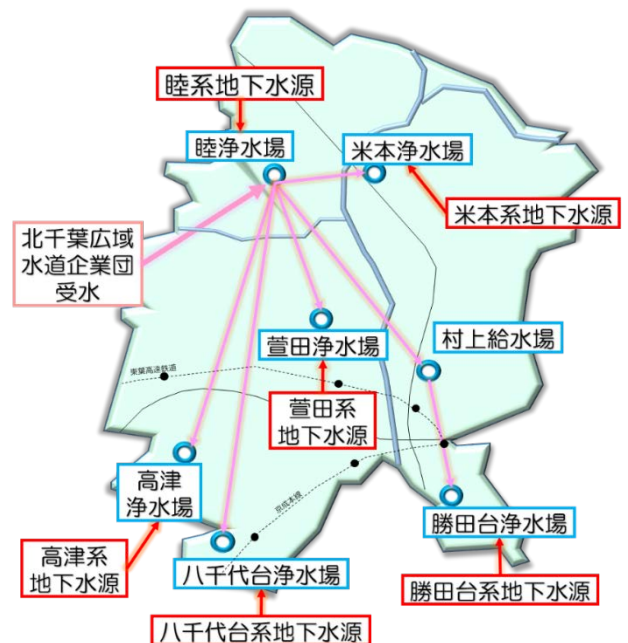 睦系地下水源
睦浄水場
米本浄水場
米本系地下水源
北千葉広域
水道企業団
受水
萱田浄水場
村上給水場
東葉高速鉄道
萱田系
地下水源
高津
浄水場
京成本線
勝田台浄水場
高津系
地下水源
八千代台浄水場
勝田台系地下水源
八千代台系地下水源